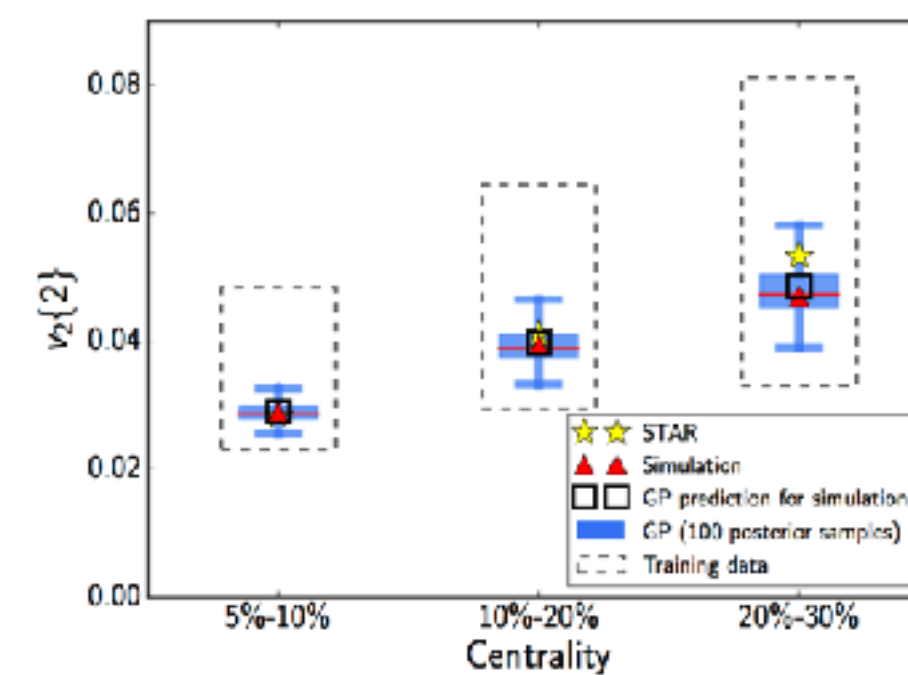 0.08
0.06
0.04
0.02
0.00
v₂{2}
5%-10%
10%-20%
20%-30%
Centrality
STAR
Simulation
GP prediction for simulation
GP (100 posterior samples)
Training data